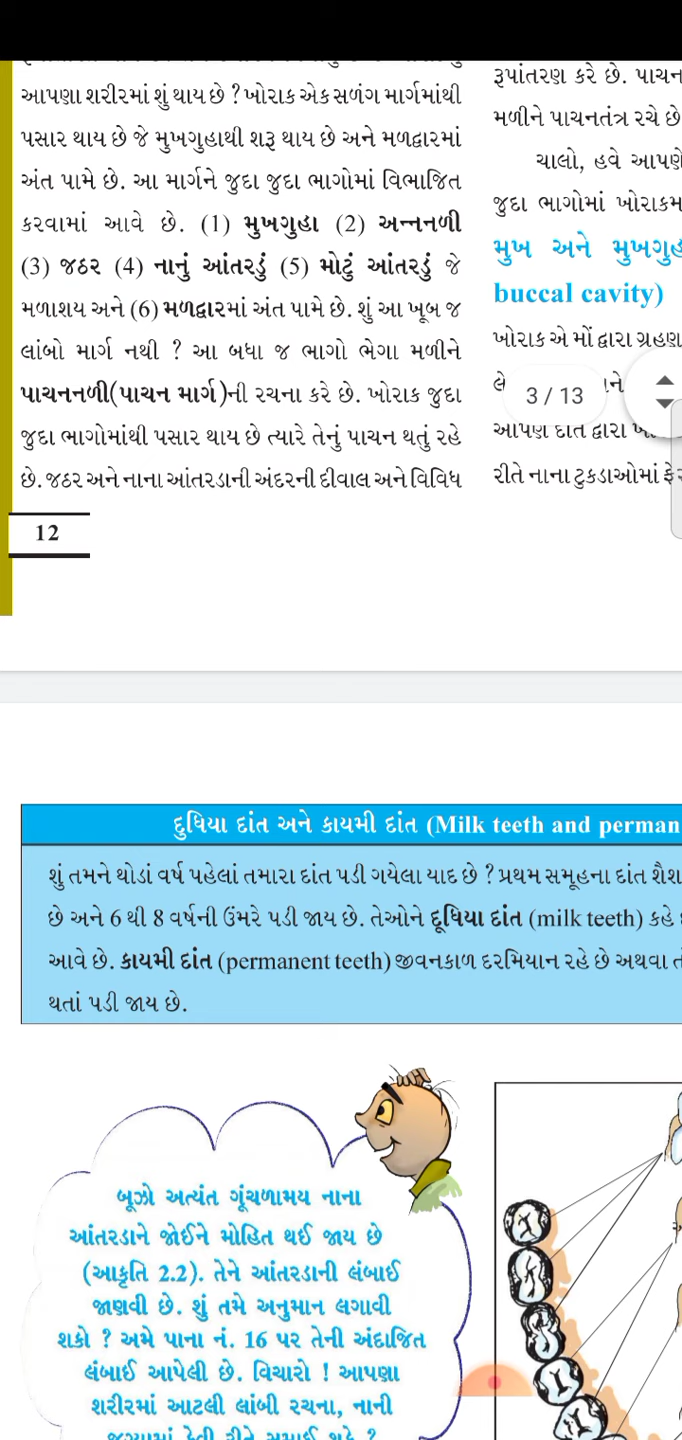 આપણા શરીરમાં શું થાય છે ? ખોરાક એક સળંગ માર્ગમાંથી
પસાર થાય છે જે મુખગુહાથી શરૂ થાય છે અને મળદ્વારમાં
અંત પામે છે. આ માર્ગને જુદા જુદા ભાગોમાં વિભાજિત
કરવામાં આવે છે. (1) મુખગુહા (2) અન્નનળી
(3) જઠર (4) નાનું આંતરડું (5) મોટું આંતરડું જે
મળાશય અને (6) મળદ્વારમાં અંત પામે છે. શું આ ખૂબ જ
લાંબો માર્ગ નથી ? આ બધા જ ભાગો ભેગા મળીને
પાચનનળી(પાચન માર્ગ)ની રચના કરે છે. ખોરાક જુદા
જુદા ભાગોમાંથી પસાર થાય છે ત્યારે તેનું પાચન થતું રહે
છે. જઠર અને નાના આંતરડાની અંદરની દીવાલ અને વિવિધ
રૂપાંતરણ કરે છે. પાચન
મળીને પાચનતંત્ર રચે છે
ચાલો, હવે આપણે
જુદા ભાગોમાં ખોરાકમ
મુખ અને મુખગુહ
buccal cavity)
ખોરાક એ મોં દ્વારા ગ્રહણ
3 / 13
આપણે દાંત દ્વારા
રીતે નાના ટુકડાઓમાં ફે
12
દુધિયા દાંત અને કાયમી દાંત (Milk teeth and perman
શું તમને થોડાં વર્ષ પહેલાં તમારા દાંત પડી ગયેલા યાદ છે ? પ્રથમ સમૂહના દાંત શૈશ
છે અને 6 થી 8 વર્ષની ઉંમરે પડી જાય છે. તેઓને દૂધિયા દાંત (milk teeth) કહે
આવે છે. કાયમી દાંત (permanent teeth) જીવનકાળ દરમિયાન રહે છે અથવા ત
થતાં પડી જાય છે.
બૂઝો અત્યંત ગૂંચળામય નાના
આંતરડાને જોઈને મોહિત થઈ જાય છે
(આકૃતિ 2.2). તેને આંતરડાની લંબાઈ
જાણવી છે. શું તમે અનુમાન લગાવી
શકો ? અમે પાના નં. 16 પર તેની અંદાજિત
લંબાઈ આપેલી છે. વિચારો ! આપણા
શરીરમાં આટલી લાંબી રચના, નાની